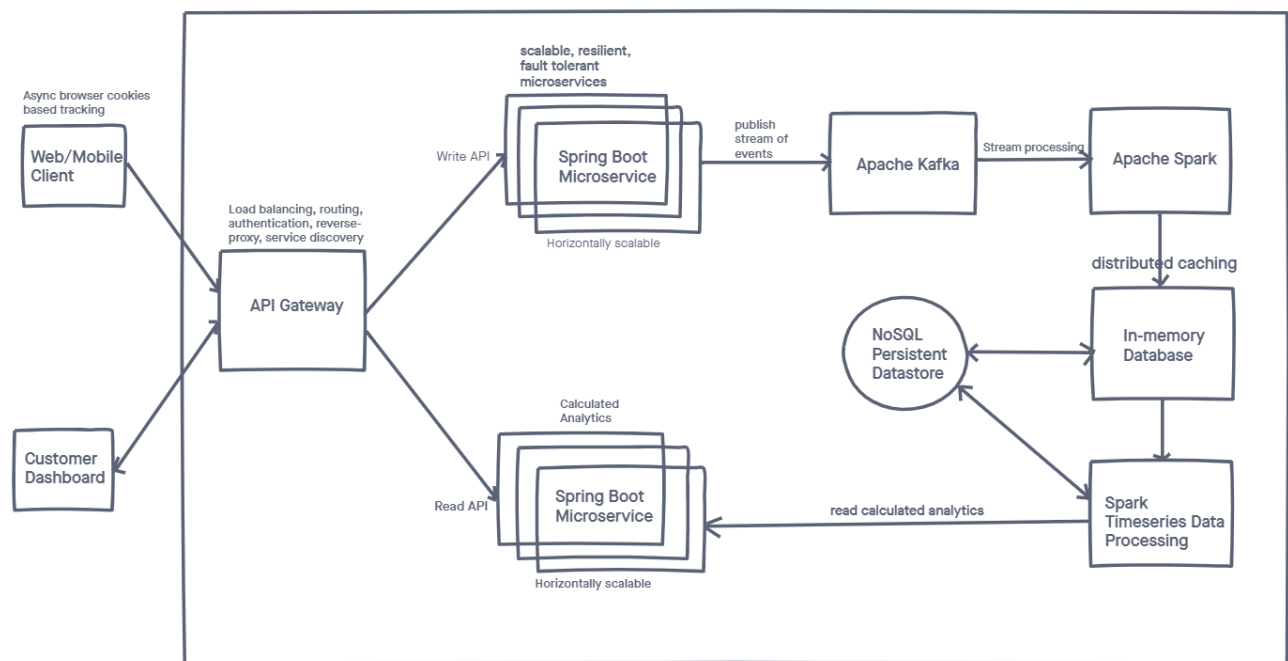 scalable, resilient,
fault tolerant
microservices
Async browser cookies
based tracking
Web/Mobile
Client
Write API
Spring Boot
Microservice
Horizontally scalable
publish
stream of
events
Apache Kafka
Stream processing
Apache Spark
Load balancing, routing,
authentication, reverse-
proxy, service discovery
API Gateway
distributed caching
NoSQL
Persistent
Datastore
In-memory
Database
Customer
Dashboard
Calculated
Analytics
Read API
Spring Boot
Microservice
Horizontally scalable
read calculated analytics
Spark
Timeseries Data
Processing